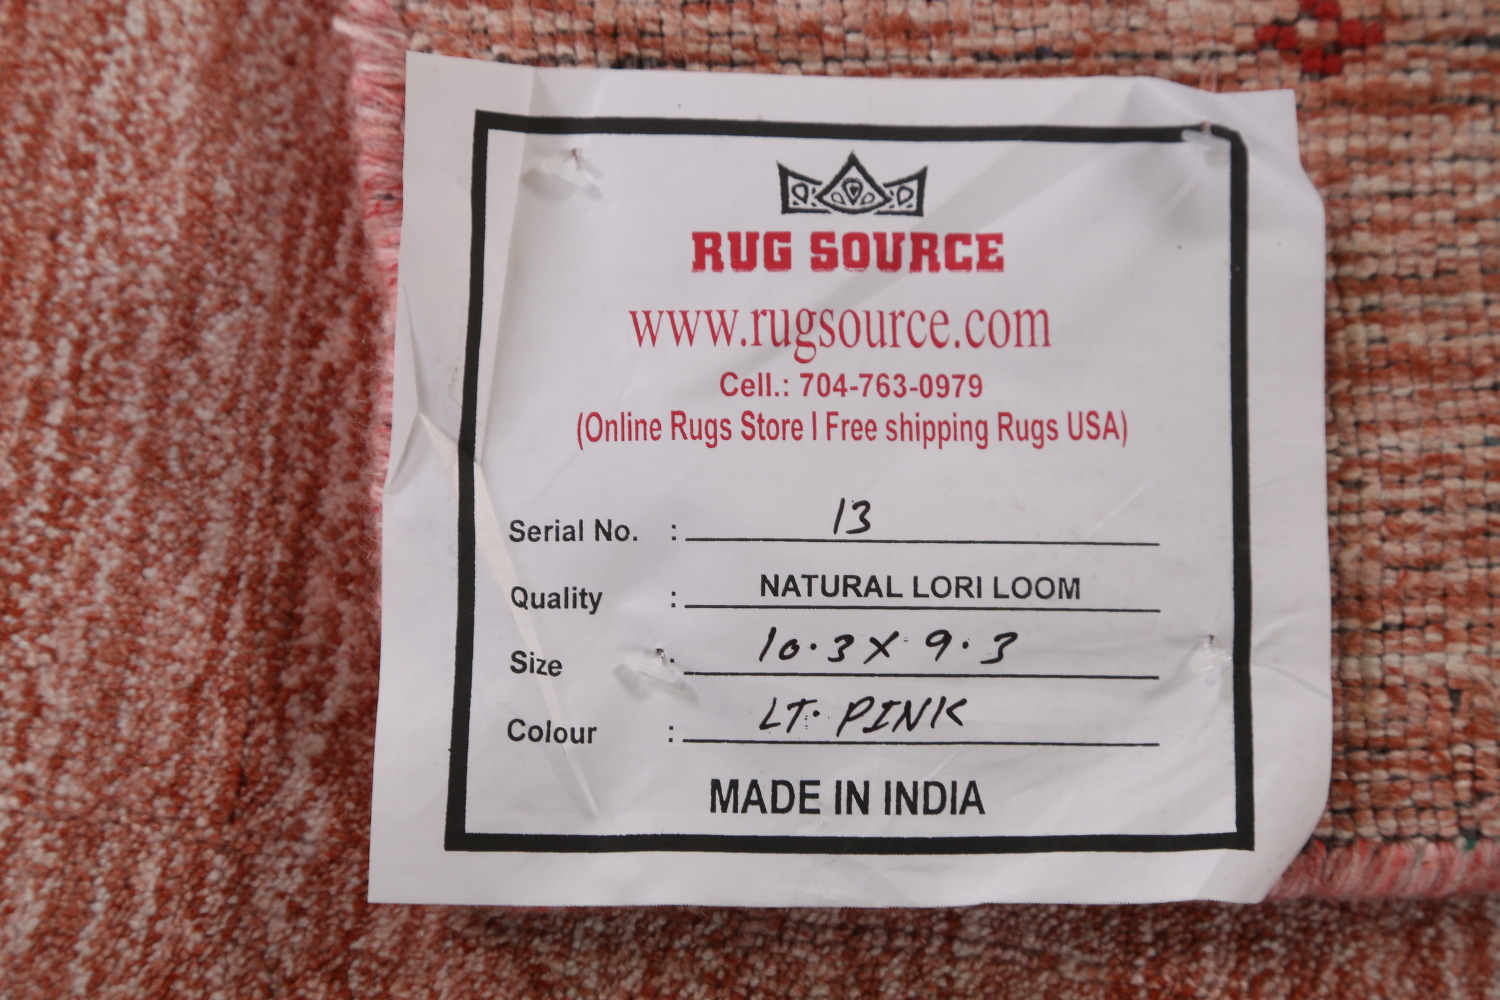 RUG SOURCE
www.rugsource.com
Cell.: 704-763-0979
(Online Rugs Store I Free shipping Rugs USA)
Serial No. : 13
Quality : NATURAL LORI LOOM
Size : 10.3 X 9.3
Colour : LT. PINK
MADE IN INDIA